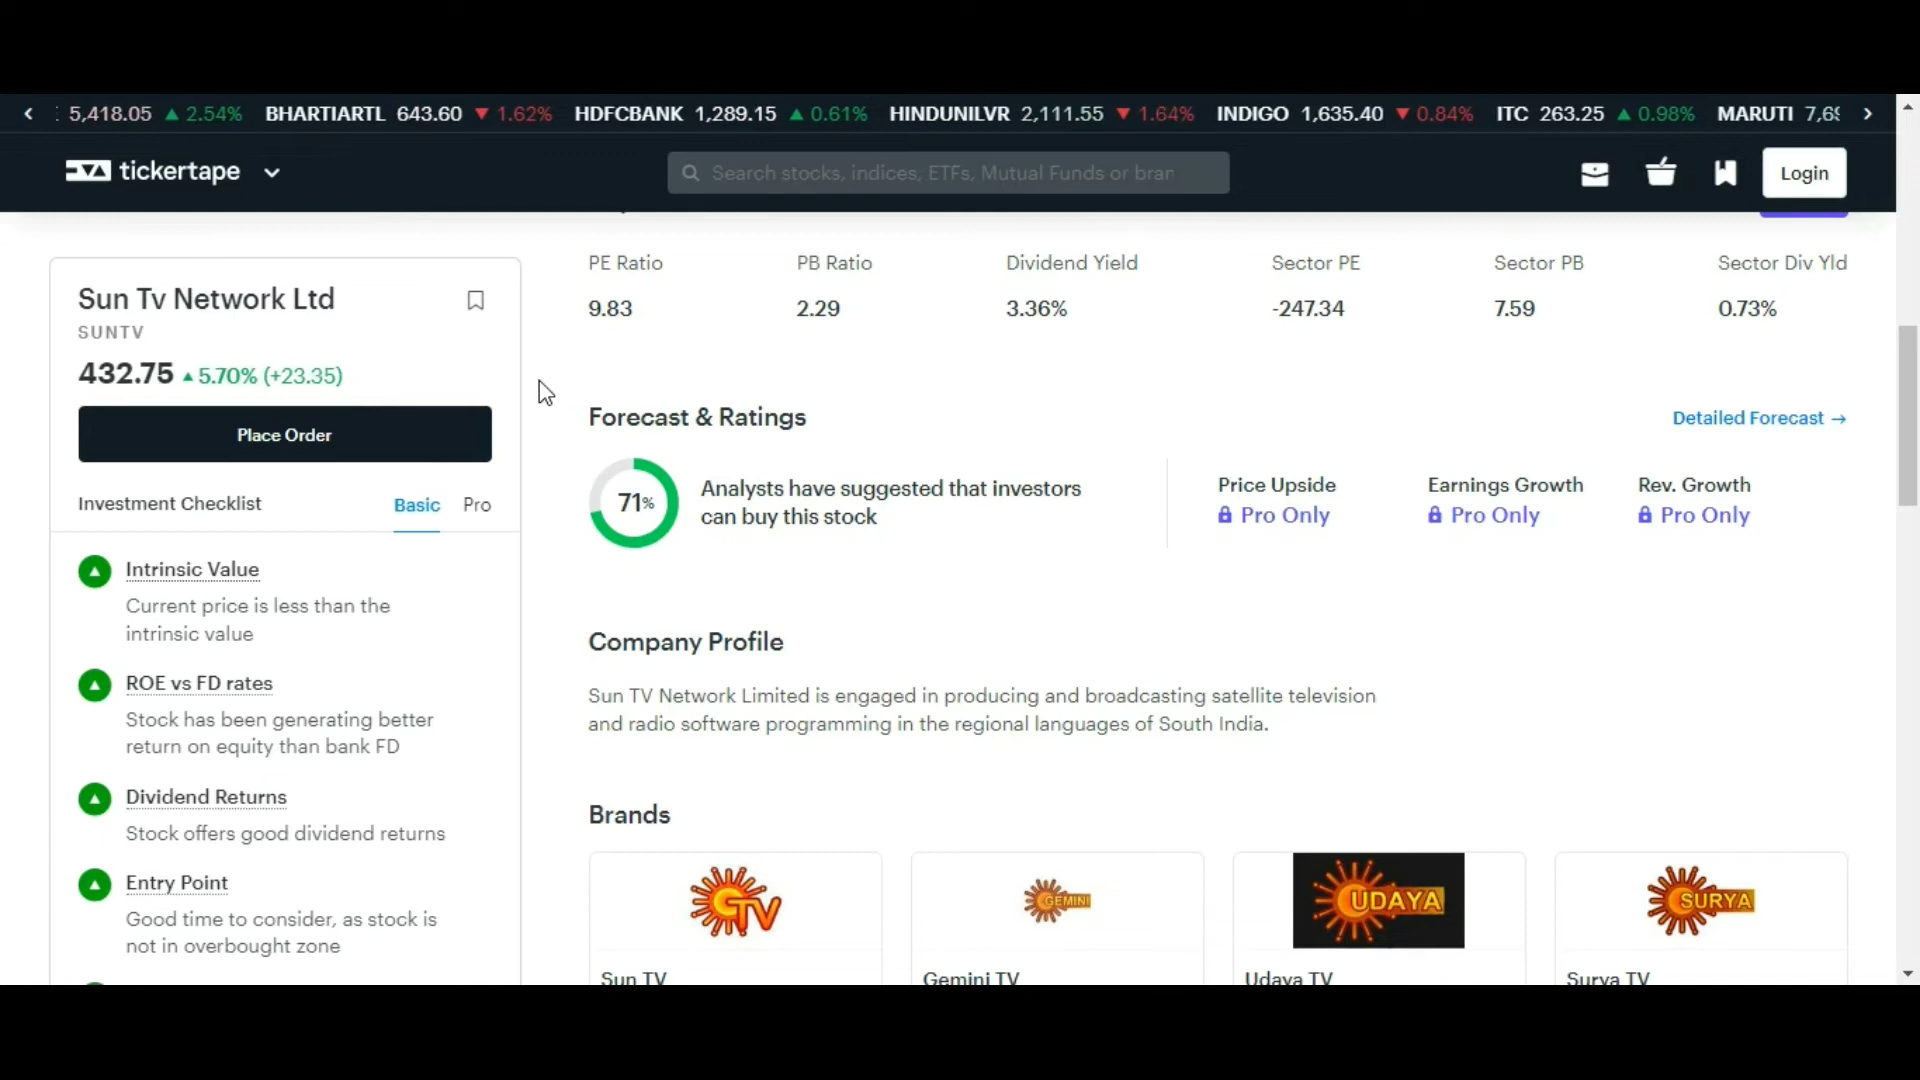 5,418.05 ▲ 2.54% BHARTIARTL 643.60 ▼ 1.62% HDFCBANK 1,289.15 ▲ 0.61% HINDUNILVR 2,111.55 ▼ 1.64% INDIGO 1,635.40 ▼ 0.84% ITC 263.25 ▲ 0.98% MARUTI
tickertape
Search stocks, indices, ETFs, Mutual Funds or bran
Login
Sun Tv Network Ltd
SUNTV
432.75 ▲ 5.70% (+23.35)
Place Order
Investment Checklist Basic Pro
Intrinsic Value
Current price is less than the
intrinsic value
ROE vs FD rates
Stock has been generating better
return on equity than bank FD
Dividend Returns
Stock offers good dividend returns
Entry Point
Good time to consider, as stock is
not in overbought zone
PE Ratio PB Ratio Dividend Yield Sector PE Sector PB Sector Div Yld
9.83 2.29 3.36% -247.34 7.59 0.73%
Forecast & Ratings Detailed Forecast →
71%
Analysts have suggested that investors
can buy this stock
Price Upside Earnings Growth Rev. Growth
Pro Only Pro Only Pro Only
Company Profile
Sun TV Network Limited is engaged in producing and broadcasting satellite television
and radio software programming in the regional languages of South India.
Brands
TV GEMINI UDAYA SURYA
Sun TV Gemini TV Udaya TV Surya TV